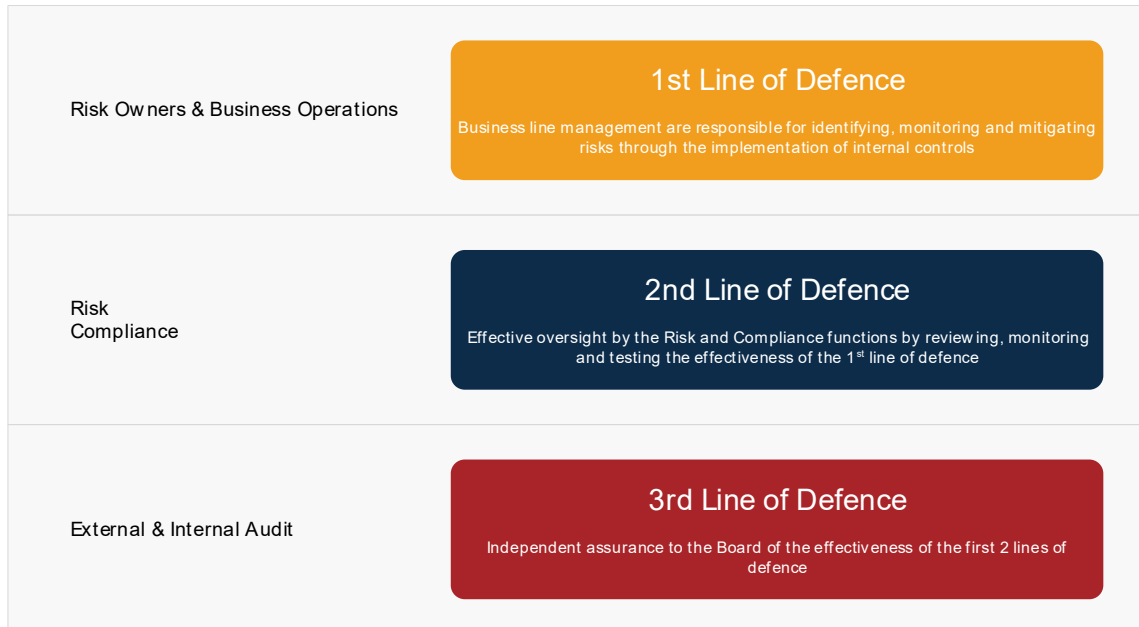 Risk Owners & Business Operations
1st Line of Defence
Business line management are responsible for identifying, monitoring and mitigating
risks through the implementation of internal controls
Risk
Compliance
2nd Line of Defence
Effective oversight by the Risk and Compliance functions by reviewing, monitoring
and testing the effectiveness of the 1st line of defence
External & Internal Audit
3rd Line of Defence
Independent assurance to the Board of the effectiveness of the first 2 lines of
defence